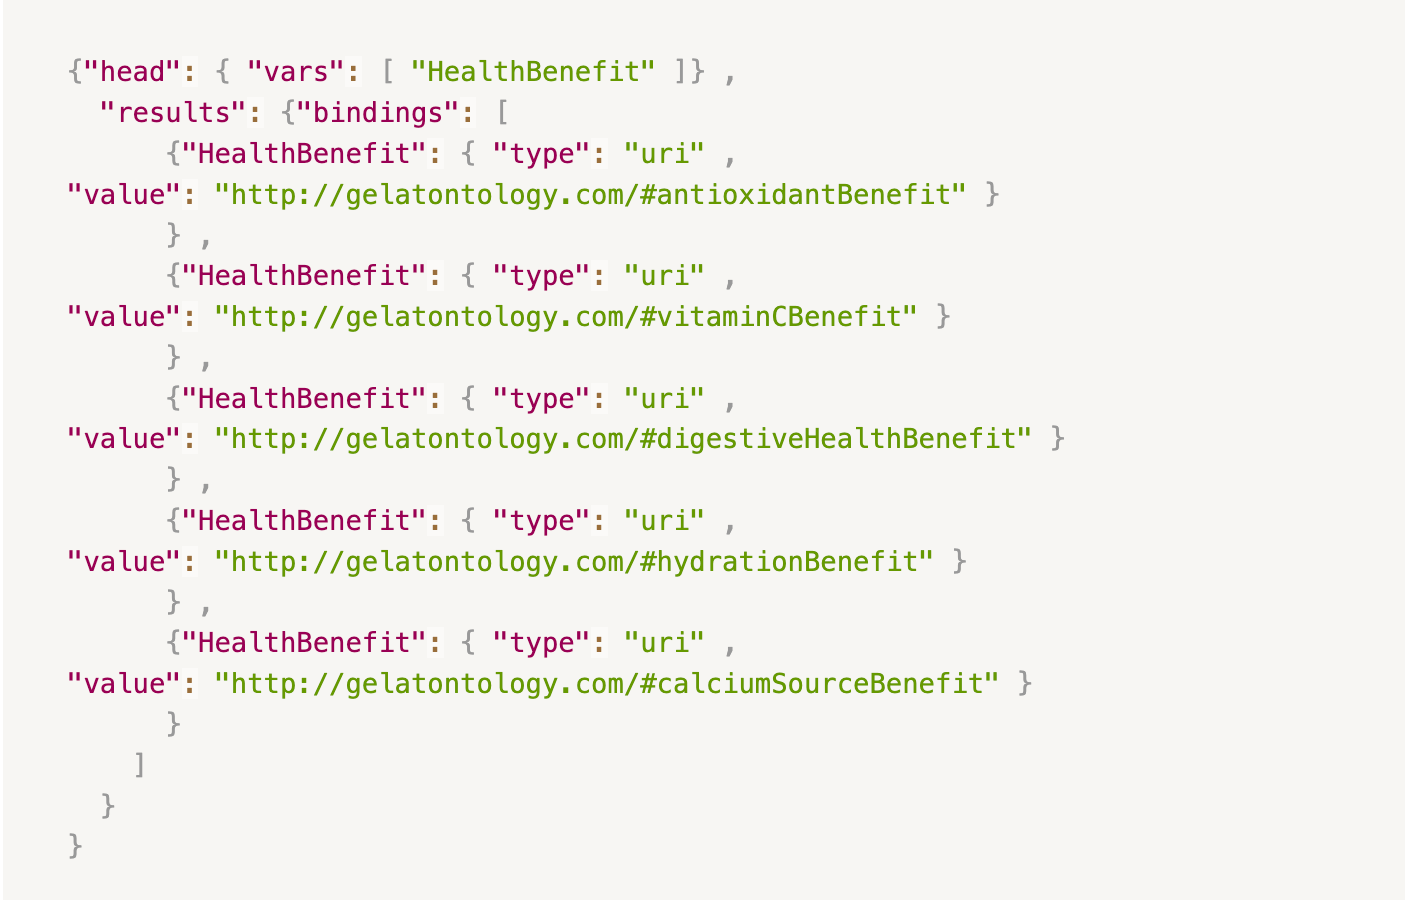 {"head": { "vars": [ "HealthBenefit" ]} ,
  "results": {"bindings": [
      {"HealthBenefit": { "type": "uri" ,
"value": "http://gelatontology.com/#antioxidantBenefit" }
      } ,
      {"HealthBenefit": { "type": "uri" ,
"value": "http://gelatontology.com/#vitaminCBenefit" }
      } ,
      {"HealthBenefit": { "type": "uri" ,
"value": "http://gelatontology.com/#digestiveHealthBenefit" }
      } ,
      {"HealthBenefit": { "type": "uri" ,
"value": "http://gelatontology.com/#hydrationBenefit" }
      } ,
      {"HealthBenefit": { "type": "uri" ,
"value": "http://gelatontology.com/#calciumSourceBenefit" }
      }
    ]
  }
}